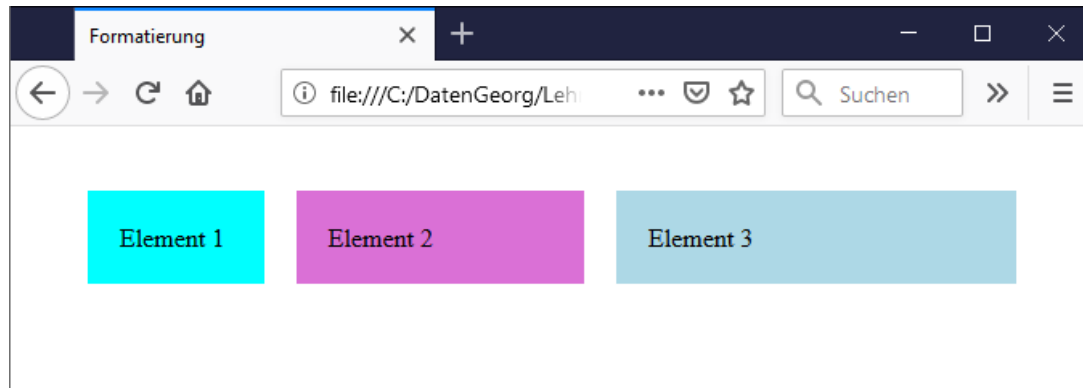 Formatierung
file:///C:/DatenGeorg/Leh
Suchen
Element 1
Element 2
Element 3